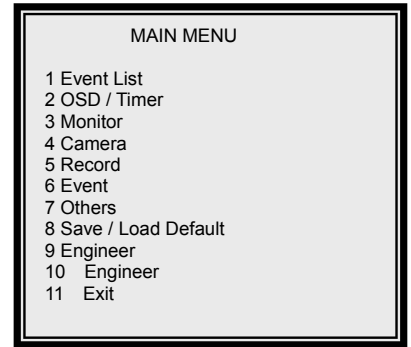 MAIN MENU
1 Event List
2 OSD / Timer
3 Monitor
4 Camera
5 Record
6 Event
7 Others
8 Save / Load Default
9 Engineer
10 Engineer
11 Exit